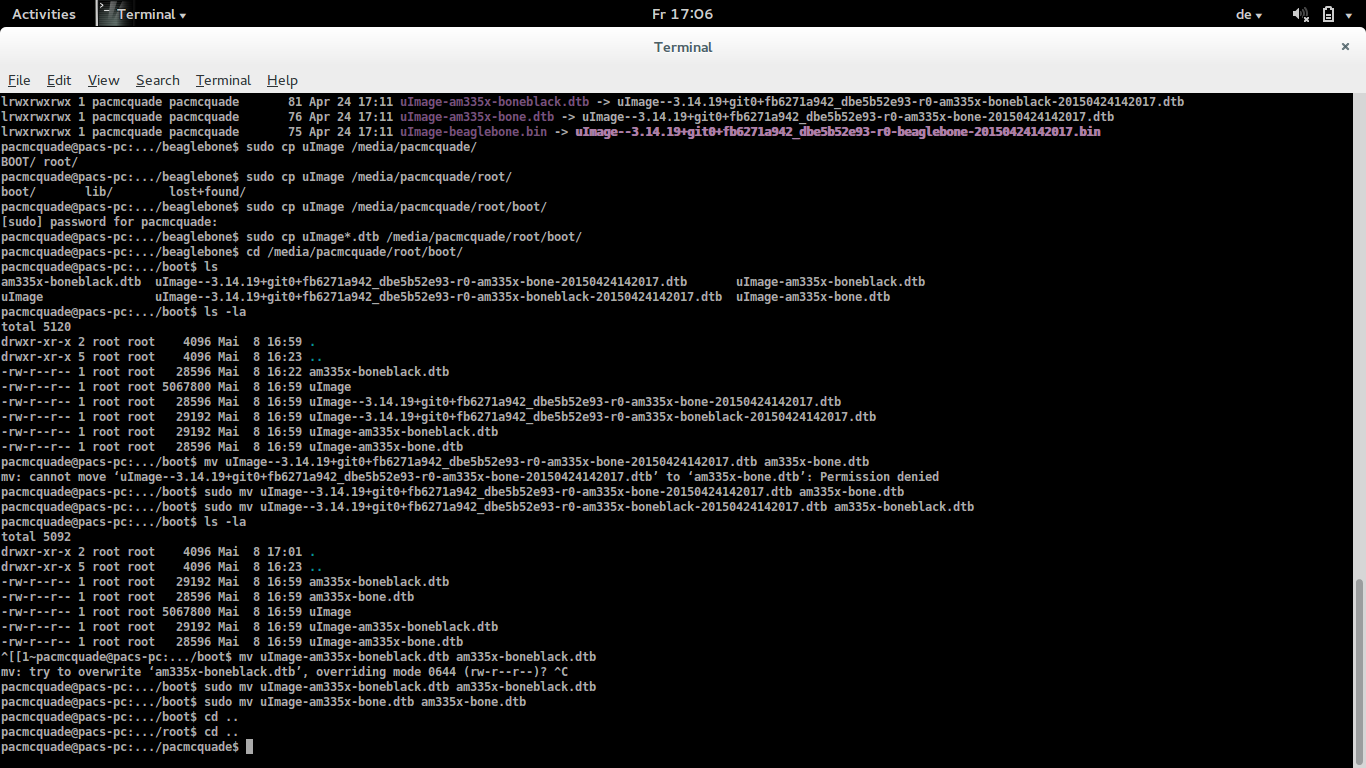 Activities Terminal Fr 17:06 de
Terminal ×
File Edit View Search Terminal Help
lrwxrwxrwx 1 pacmcquade pacmcquade       81 Apr 24 17:11 uImage-am335x-boneblack.dtb -> uImage--3.14.19+git0+fb6271a942_dbe5b52e93-r0-am335x-boneblack-20150424142017.dtb
lrwxrwxrwx 1 pacmcquade pacmcquade       76 Apr 24 17:11 uImage-am335x-bone.dtb -> uImage--3.14.19+git0+fb6271a942_dbe5b52e93-r0-am335x-bone-20150424142017.dtb
lrwxrwxrwx 1 pacmcquade pacmcquade       75 Apr 24 17:11 uImage-beaglebone.bin -> uImage--3.14.19+git0+fb6271a942_dbe5b52e93-r0-beaglebone-20150424142017.bin
pacmcquade@pacs-pc:.../beaglebone$ sudo cp uImage /media/pacmcquade/
BOOT/ root/
pacmcquade@pacs-pc:.../beaglebone$ sudo cp uImage /media/pacmcquade/root/
boot/       lib/        lost+found/
pacmcquade@pacs-pc:.../beaglebone$ sudo cp uImage /media/pacmcquade/root/boot/
[sudo] password for pacmcquade:
pacmcquade@pacs-pc:.../beaglebone$ sudo cp uImage*.dtb /media/pacmcquade/root/boot/
pacmcquade@pacs-pc:.../beaglebone$ cd /media/pacmcquade/root/boot/
pacmcquade@pacs-pc:.../boot$ ls
am335x-boneblack.dtb  uImage--3.14.19+git0+fb6271a942_dbe5b52e93-r0-am335x-bone-20150424142017.dtb       uImage-am335x-boneblack.dtb
uImage                uImage--3.14.19+git0+fb6271a942_dbe5b52e93-r0-am335x-boneblack-20150424142017.dtb  uImage-am335x-bone.dtb
pacmcquade@pacs-pc:.../boot$ ls -la
total 5120
drwxr-xr-x 2 root root    4096 Mai  8 16:59 .
drwxr-xr-x 5 root root    4096 Mai  8 16:23 ..
-rw-r--r-- 1 root root   28596 Mai  8 16:22 am335x-boneblack.dtb
-rw-r--r-- 1 root root 5067800 Mai  8 16:59 uImage
-rw-r--r-- 1 root root   28596 Mai  8 16:59 uImage--3.14.19+git0+fb6271a942_dbe5b52e93-r0-am335x-bone-20150424142017.dtb
-rw-r--r-- 1 root root   29192 Mai  8 16:59 uImage--3.14.19+git0+fb6271a942_dbe5b52e93-r0-am335x-boneblack-20150424142017.dtb
-rw-r--r-- 1 root root   29192 Mai  8 16:59 uImage-am335x-boneblack.dtb
-rw-r--r-- 1 root root   28596 Mai  8 16:59 uImage-am335x-bone.dtb
pacmcquade@pacs-pc:.../boot$ mv uImage--3.14.19+git0+fb6271a942_dbe5b52e93-r0-am335x-bone-20150424142017.dtb am335x-bone.dtb
mv: cannot move ‘uImage--3.14.19+git0+fb6271a942_dbe5b52e93-r0-am335x-bone-20150424142017.dtb’ to ‘am335x-bone.dtb’: Permission denied
pacmcquade@pacs-pc:.../boot$ sudo mv uImage--3.14.19+git0+fb6271a942_dbe5b52e93-r0-am335x-bone-20150424142017.dtb am335x-bone.dtb
pacmcquade@pacs-pc:.../boot$ sudo mv uImage--3.14.19+git0+fb6271a942_dbe5b52e93-r0-am335x-boneblack-20150424142017.dtb am335x-boneblack.dtb
pacmcquade@pacs-pc:.../boot$ ls -la
total 5092
drwxr-xr-x 2 root root    4096 Mai  8 17:01 .
drwxr-xr-x 5 root root    4096 Mai  8 16:23 ..
-rw-r--r-- 1 root root   29192 Mai  8 16:59 am335x-boneblack.dtb
-rw-r--r-- 1 root root   28596 Mai  8 16:59 am335x-bone.dtb
-rw-r--r-- 1 root root 5067800 Mai  8 16:59 uImage
-rw-r--r-- 1 root root   29192 Mai  8 16:59 uImage-am335x-boneblack.dtb
-rw-r--r-- 1 root root   28596 Mai  8 16:59 uImage-am335x-bone.dtb
^[[1~pacmcquade@pacs-pc:.../boot$ mv uImage-am335x-boneblack.dtb am335x-boneblack.dtb
mv: try to overwrite ‘am335x-boneblack.dtb’, overriding mode 0644 (rw-r--r--)? ^C
pacmcquade@pacs-pc:.../boot$ sudo mv uImage-am335x-boneblack.dtb am335x-boneblack.dtb
pacmcquade@pacs-pc:.../boot$ sudo mv uImage-am335x-bone.dtb am335x-bone.dtb
pacmcquade@pacs-pc:.../boot$ cd ..
pacmcquade@pacs-pc:.../root$ cd ..
pacmcquade@pacs-pc:.../pacmcquade$